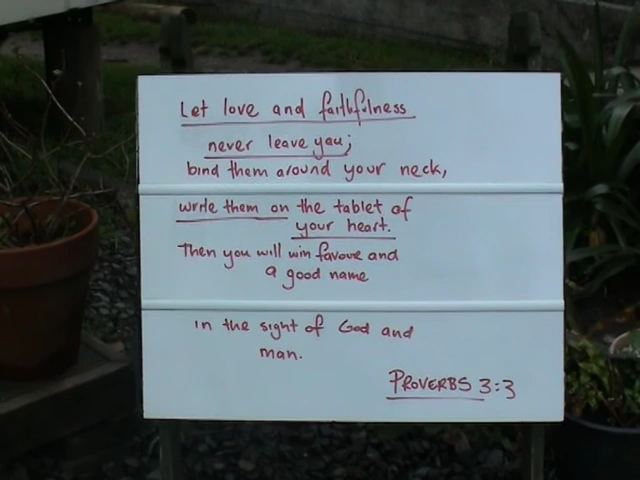 Let love and faithfulness
never leave you;
bind them around your neck,
write them on the tablet of
your heart.
Then you will win favour and
a good name
in the sight of God and
man.
PROVERBS 3:3